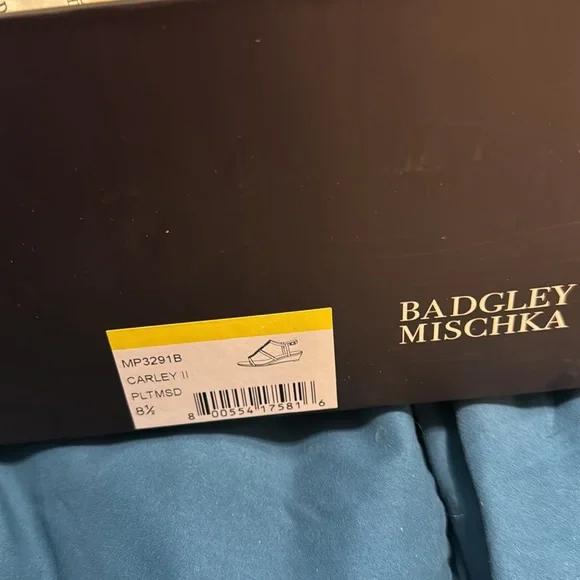 BADGLEY
MISCHKA
MP3291B
CARLEY II
PLTMSD
8½
8 00554 17581 6